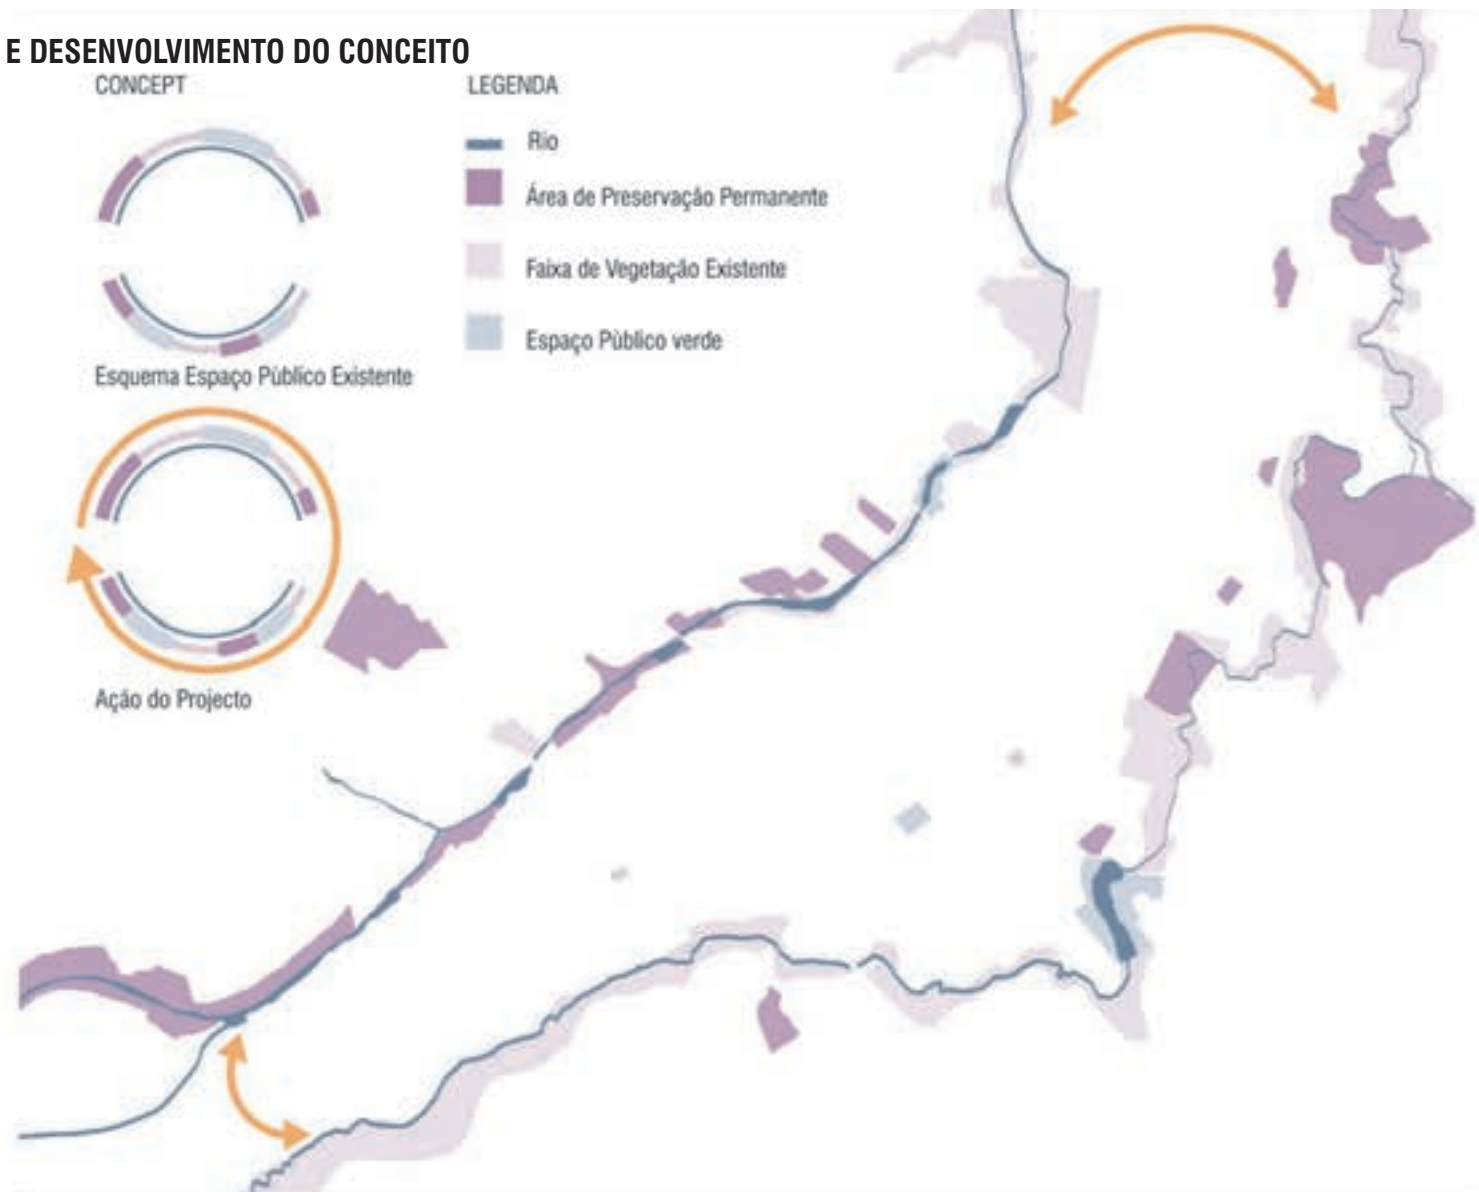 E DESENVOLVIMENTO DO CONCEITO
CONCEPT
Esquema Espaço Pùblico Existente
Ação do Projecto
LEGENDA
Rio
Área de Preservação Permanente
Faixa de Vegetação Existente
Espaço Pùblico verde